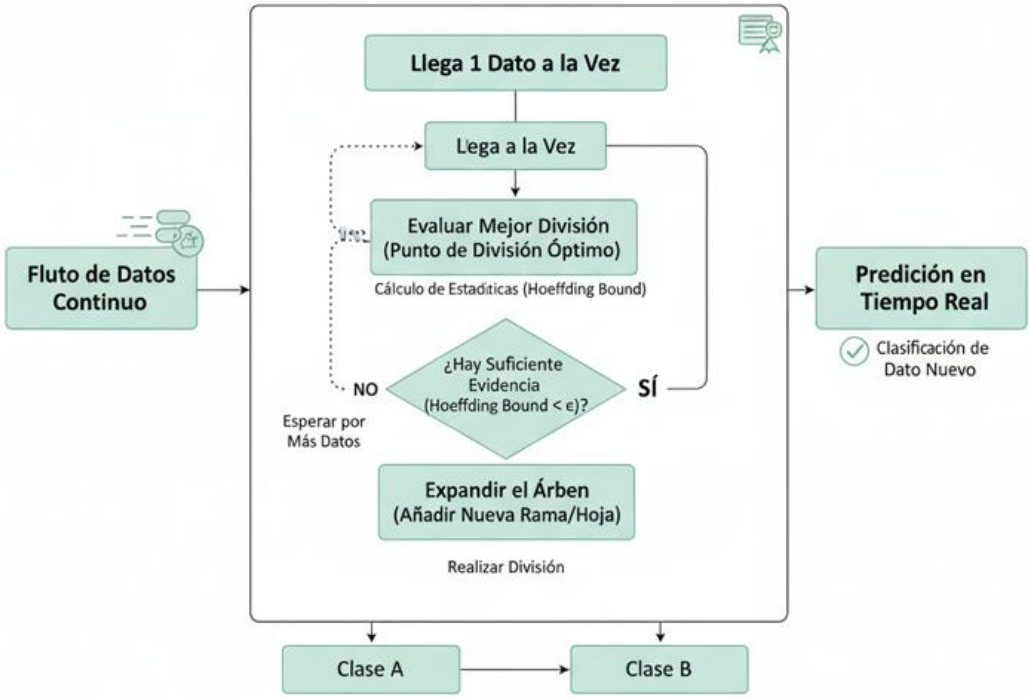 Llega 1 Dato a la Vez
Llega a la Vez
Evaluar Mejor División
(Punto de División Óptimo)
Cálculo de Estadíticas (Hoeffding Bound)
Fluto de Datos
Continuo
¿Hay Suficiente
Evidencia
(Hoeffding Bound < ε)?
NO
SÍ
Esperar por
Más Datos
Expandir el Árben
(Añadir Nueva Rama/Hoja)
Realizar División
Predición en
Tiempo Real
Clasificación de
Dato Nuevo
Clase A
Clase B